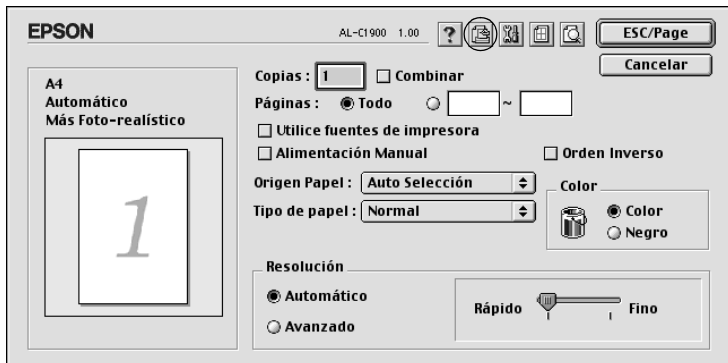 EPSON
AL-C1900 1.00
?
ESC/Page
Cancelar
A4
Automático
Más Foto-realístico
1
Copias : 1 Combinar
Páginas : Todo ~
Utilice fuentes de impresora
Alimentación Manual Orden Inverso
Origen Papel : Auto Selección
Tipo de papel : Normal
Color
Color
Negro
Resolución
Automático
Avanzado
Rápido Fino